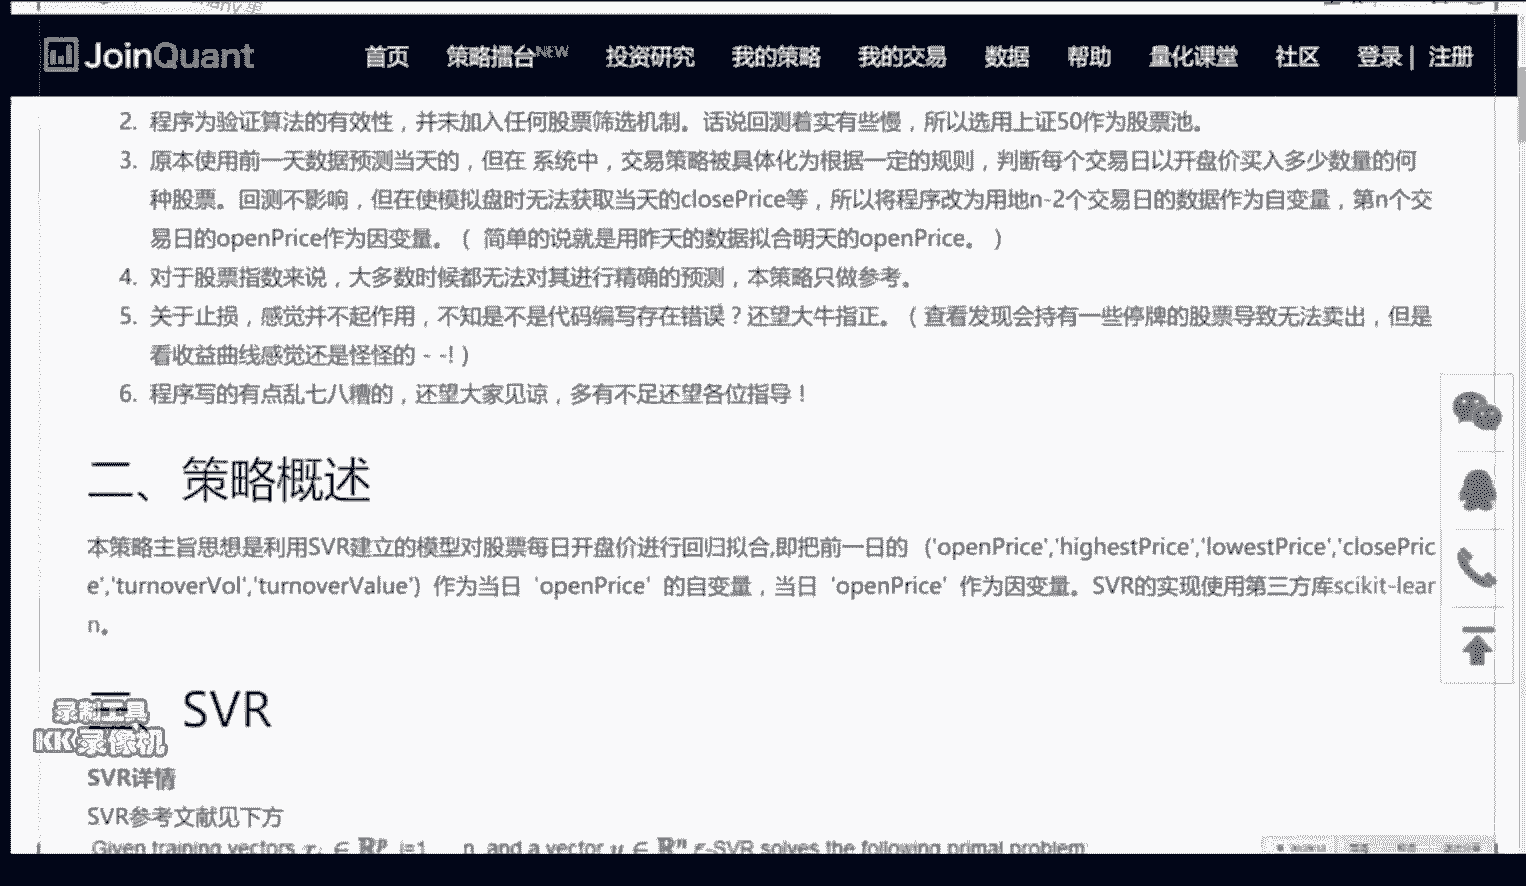 JoinQuant 首页 策略擂台NEW 投资研究 我的策略 我的交易 数据 帮助 量化课堂 社区 登录 | 注册
2. 程序为验证算法的有效性，并未加入任何股票筛选机制。话说回测着实有些慢，所以选用上证50作为股票池。
3. 原本使用前一天数据预测当天的，但在 系统中，交易策略被具体化为根据一定的规则，判断每个交易日以开盘价买入多少数量的何
种股票。回测不影响，但在使模拟盘时无法获取当天的closePrice等，所以将程序改为用地n-2个交易日的数据作为自变量，第n个交
易日的openPrice作为因变量。（ 简单的说就是用昨天的数据拟合明天的openPrice。）
4. 对于股票指数来说，大多数时候都无法对其进行精确的预测，本策略只做参考。
5. 关于止损，感觉并不起作用，不知是不是代码编写存在错误？还望大牛指正。（ 查看发现会持有一些停牌的股票导致无法卖出，但是
看收益曲线感觉还是怪怪的 - -! ）
6. 程序写的有点乱七八糟的，还望大家见谅，多有不足还望各位指导！
二、策略概述
本策略主旨思想是利用SVR建立的模型对股票每日开盘价进行回归拟合,即把前一日的 （'openPrice','highestPrice','lowestPrice','closePric
e','turnoverVol','turnoverValue'）作为当日 'openPrice' 的自变量，当日 'openPrice' 作为因变量。SVR的实现使用第三方库scikit-lear
n。
三、SVR
录制工具
KK录像机
SVR详情
SVR参考文献见下方
Given training vectors
n, and a vector
ε-SVR solves the following primal problem